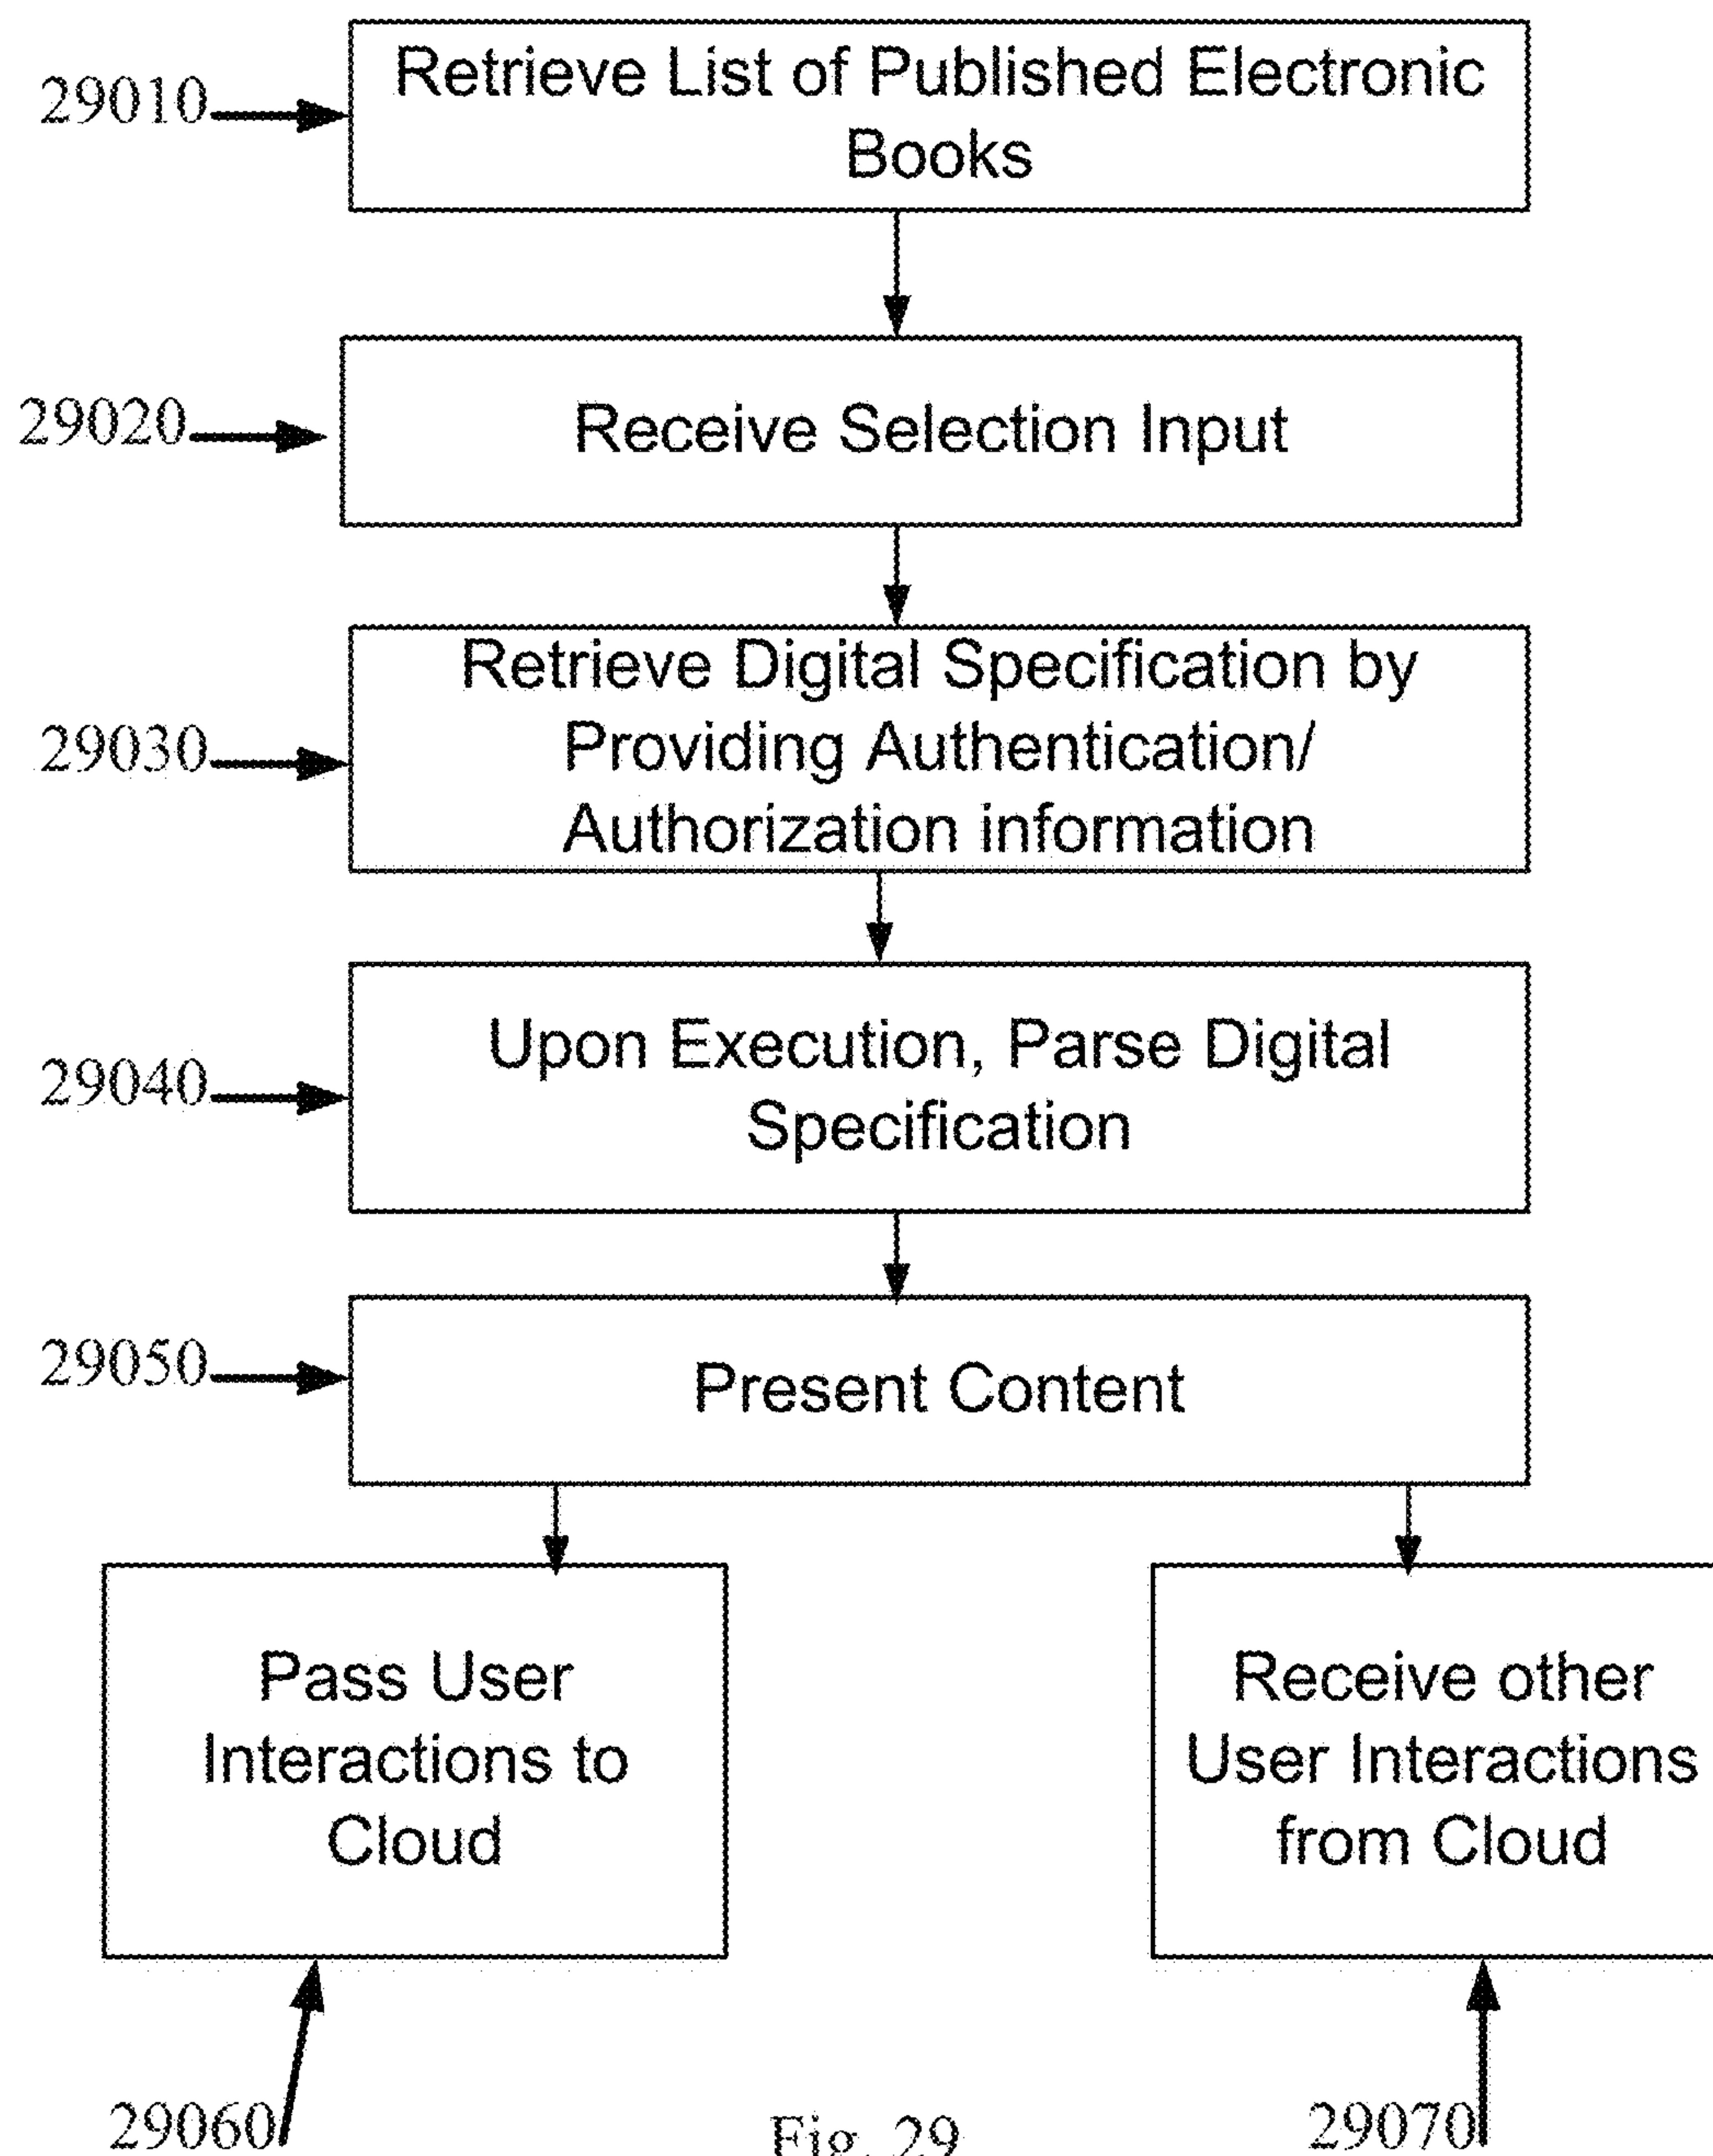 29010
Retrieve List of Published Electronic
Books
29020
Receive Selection Input
29030
Retrieve Digital Specification by
Providing Authentication/
Authorization information
29040
Upon Execution, Parse Digital
Specification
29050
Present Content
Pass User
Interactions to
Cloud
Receive other
User Interactions
from Cloud
29060
Fig. 29
29070